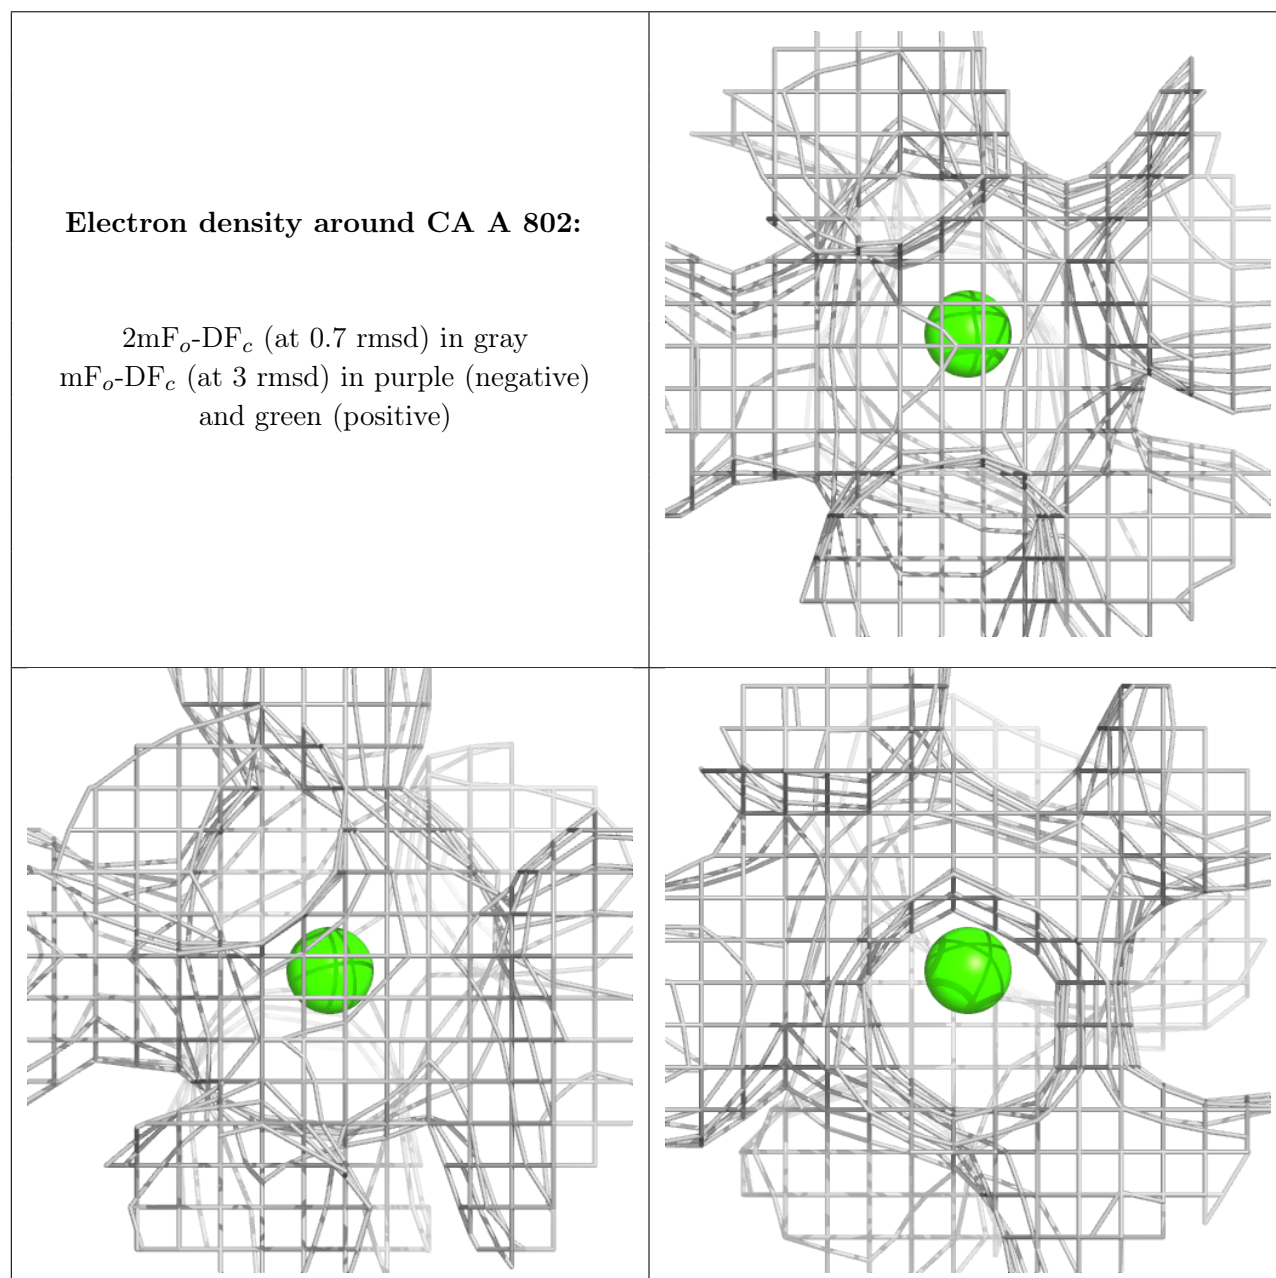 Electron density around CA A 802:
2mFo-DFc (at 0.7 rmsd) in gray
mFo-DFc (at 3 rmsd) in purple (negative)
and green (positive)